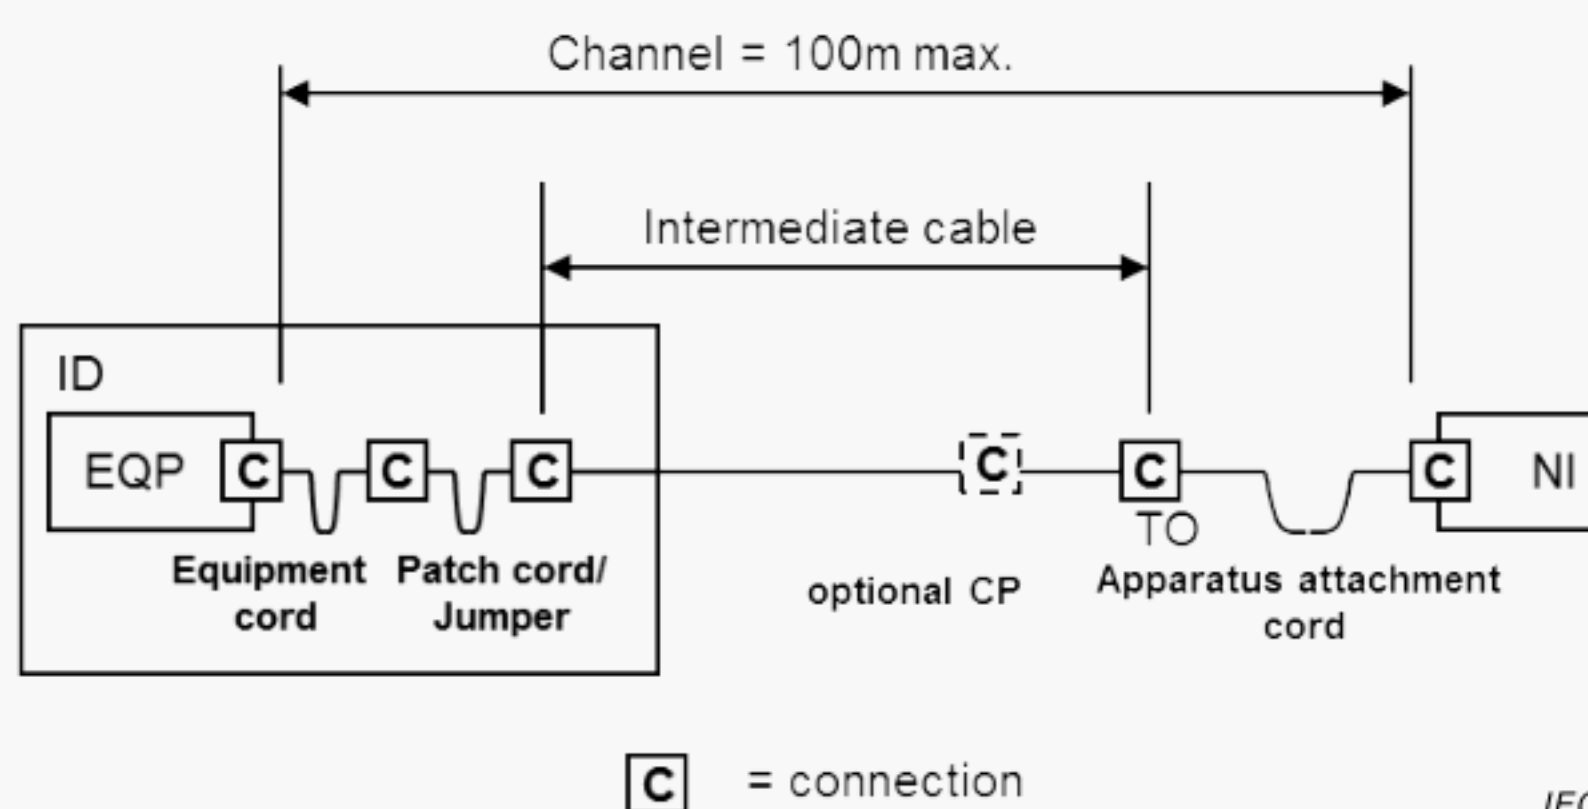 Channel = 100m max.
Intermediate cable
ID
EQP
C
C
C
C
C
C
NI
TO
Equipment
cord
Patch cord/
Jumper
optional CP
Apparatus attachment
cord
C = connection